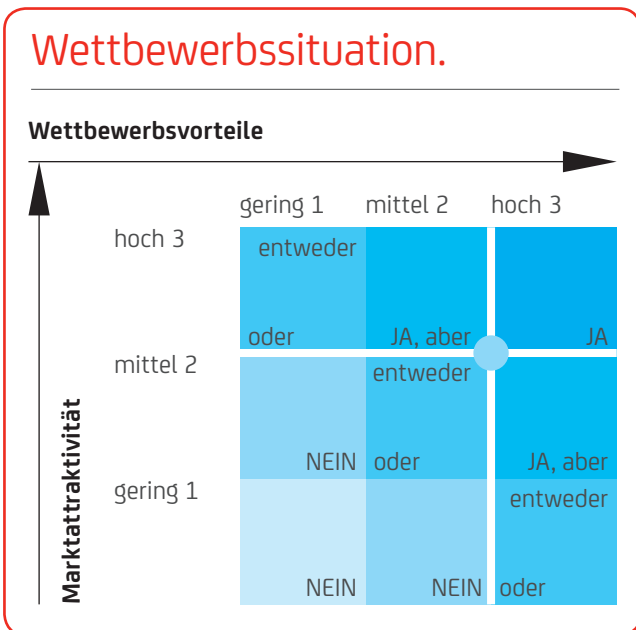 Wettbewerbssituation.
Wettbewerbsvorteile
gering 1 mittel 2 hoch 3
hoch 3
entweder
oder JA, aber JA
mittel 2
entweder
NEIN oder JA, aber
gering 1
entweder
NEIN NEIN oder
Marktattraktivität